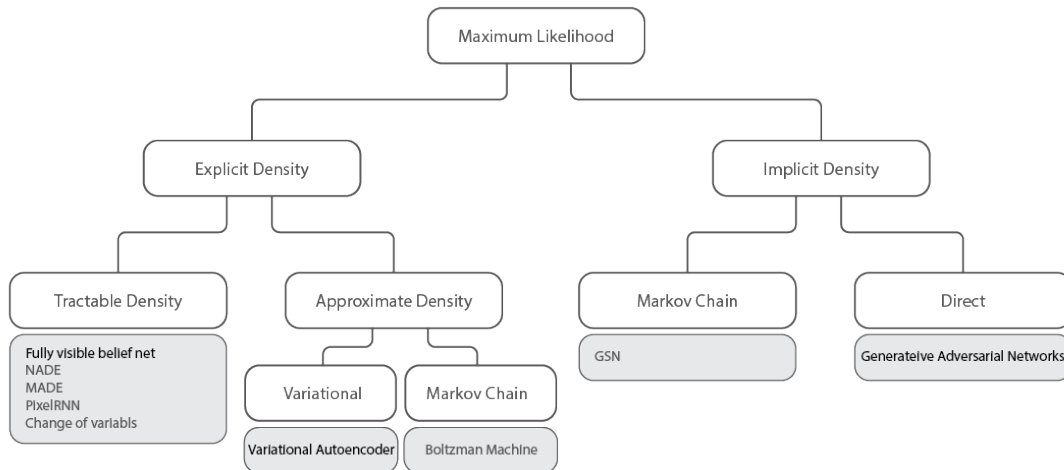 Maximum Likelihood
Explicit Density
Implicit Density
Tractable Density
Approximate Density
Markov Chain
Direct
Fully visible belief net
NADE
MADE
PixelRNN
Change of variabls
GSN
Generateive Adversarial Networks
Variational
Markov Chain
Variational Autoencoder
Boltzman Machine